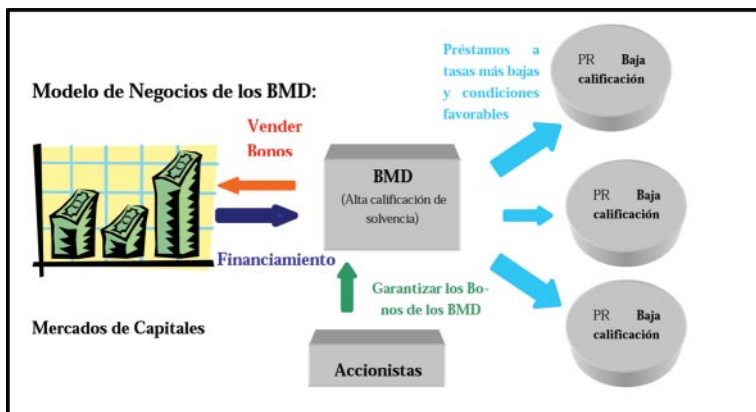 Modelo de Negocios de los BMD:
Vender
Bonos
Financiamiento
Mercados de Capitales
BMD
(Alta calificación de
solvencia)
Garantizar los Bo-
nos de los BMD
Accionistas
Préstamos a
tasas más bajas
y condiciones
favorables
PR Baja
calificación
PR Baja
calificación
PR Baja
calificación